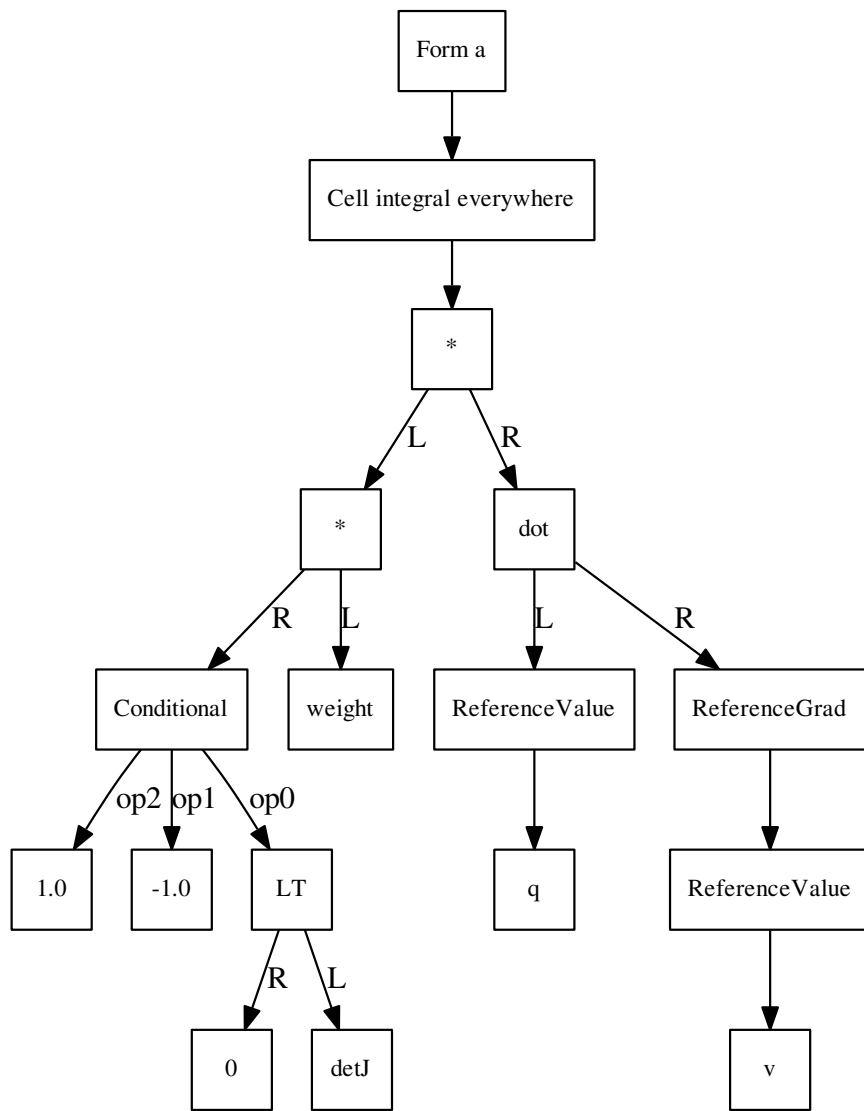 Form a
Cell integral everywhere
*
L
R
*
dot
R
L
L
R
Conditional
weight
ReferenceValue
ReferenceGrad
op2
op1
op0
1.0
-1.0
LT
q
ReferenceValue
R
L
0
detJ
v